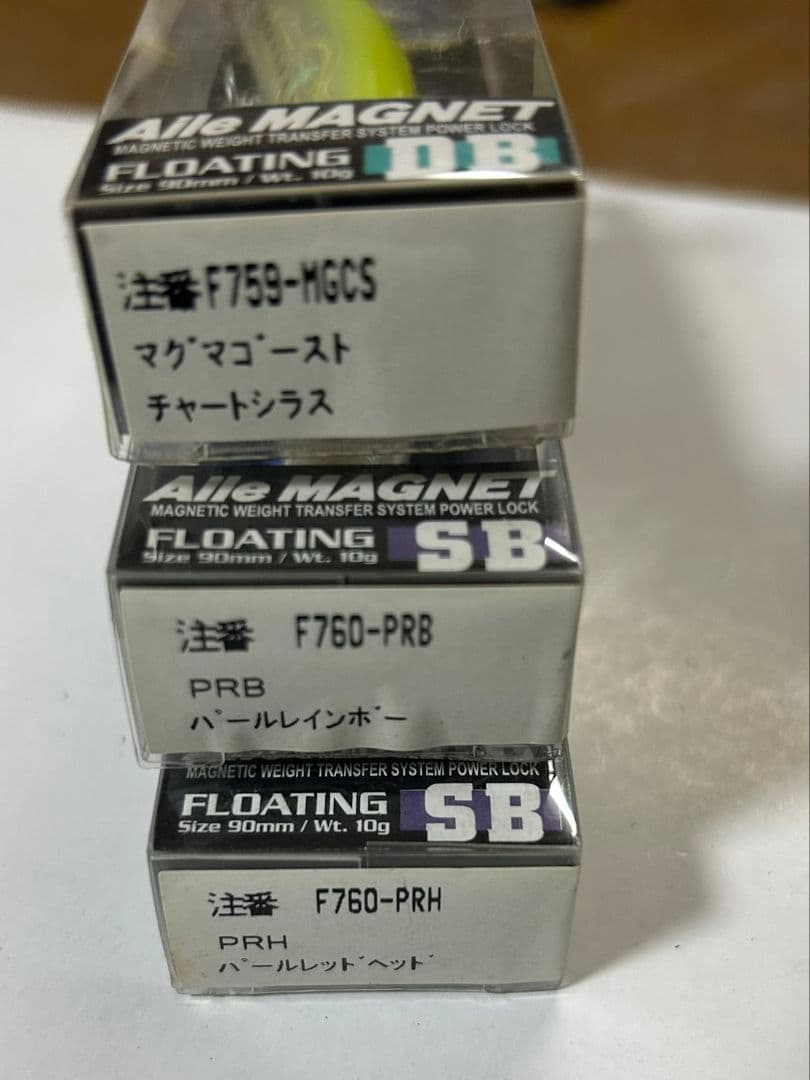 Aile MAGNET
MAGNETIC WEIGHT TRANSFER SYSTEM POWER LOCK
FLOATING DB
Size 90mm / Wt. 10g
注番F759-MGCS
マグマゴースト
チャートシラス
Aile MAGNET
MAGNETIC WEIGHT TRANSFER SYSTEM POWER LOCK
FLOATING SB
Size 90mm / Wt. 10g
注番 F760-PRB
PRB
パールレインボー
MAGNETIC WEIGHT TRANSFER SYSTEM POWER LOCK
FLOATING SB
Size 90mm / Wt. 10g
注番 F760-PRH
PRH
パールレッドヘッド